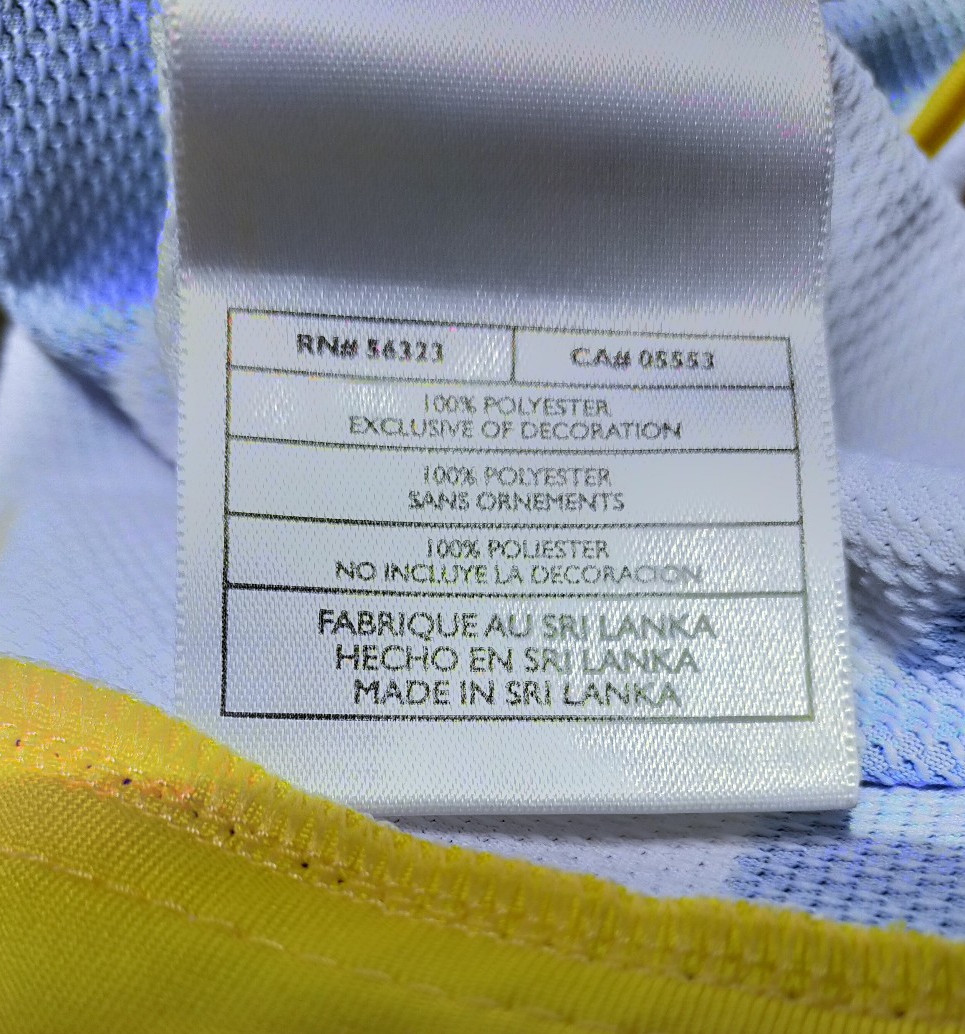 RN# 56323
CA# 05553
100% POLYESTER
EXCLUSIVE OF DECORATION
100% POLYESTER
SANS ORNEMENTS
100% POLIESTER
NO INCLUYE LA DECORACION
FABRIQUE AU SRI LANKA
HECHO EN SRI LANKA
MADE IN SRI LANKA